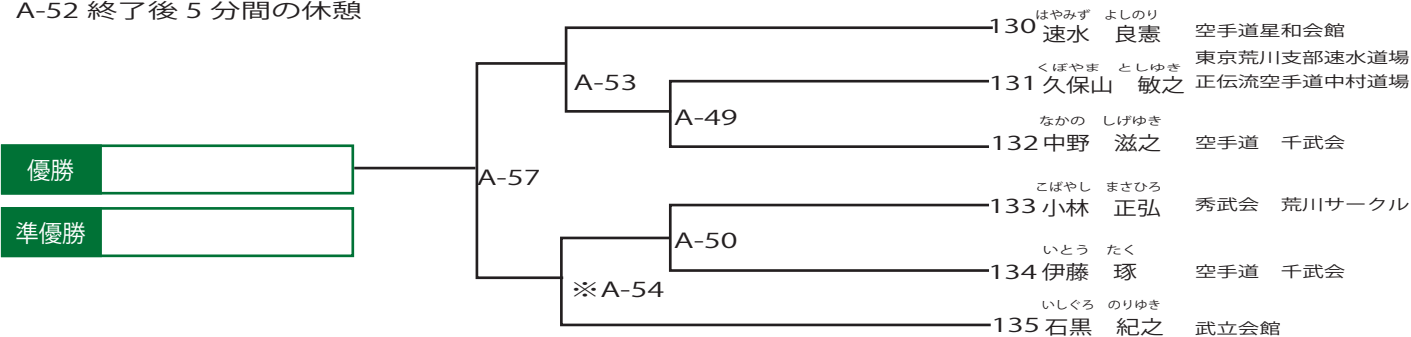 A-52 終了後 5 分間の休憩
はやみず よしのり
130 速水 良憲 空手道星和会館
東京荒川支部速水道場
A-53
くぼやま としゆき
131 久保山 敏之 正伝流空手道中村道場
A-49
なかの しげゆき
132 中野 滋之 空手道 千武会
優勝
A-57
こばやし まさひろ
133 小林 正弘 秀武会 荒川サークル
準優勝
A-50
いとう たく
134 伊藤 琢 空手道 千武会
※A-54
いしぐろ のりゆき
135 石黒 紀之 武立会館